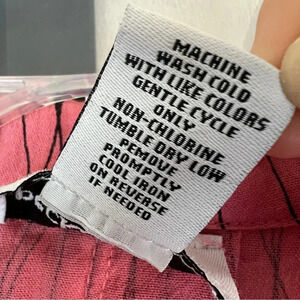 MACHINE
WASH COLD
WITH LIKE COLORS
GENTLE CYCLE
ONLY
NON-CHLORINE
TUMBLE DRY LOW
PEMOVE
PROMPTLY
COOL IRON
ON REVERSE
IF NEEDED